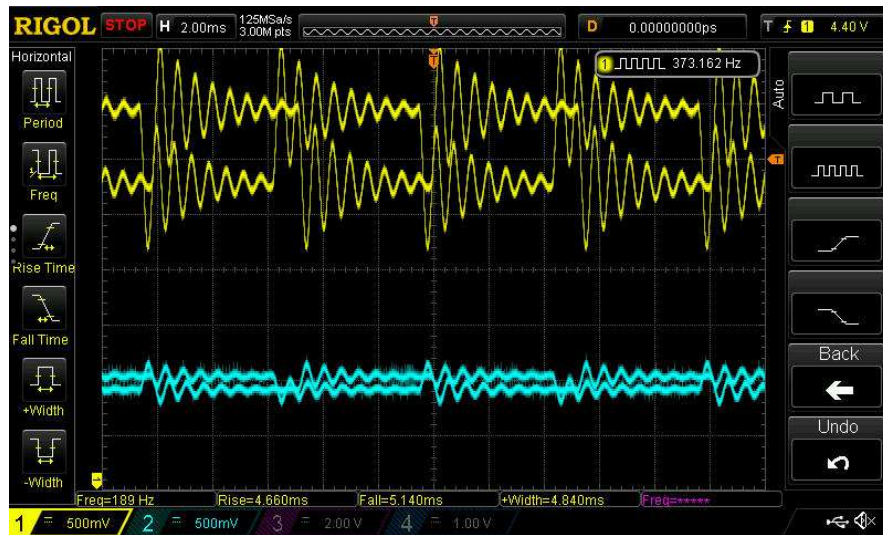 RIGOL STOP H 2.00ms 125MSa/s 3.00M pts D 0.00000000ps T 1 4.40 V
Horizontal
1 373.162 Hz
Auto
Period
Freq
Rise Time
Fall Time
Back
+Width
Undo
-Width
Freq=189 Hz Rise=4.660ms Fall=5.140ms +Width=4.840ms Freq=*****
1 = 500mV 2 = 500mV 3 = 2.00 V 4 = 1.00 V